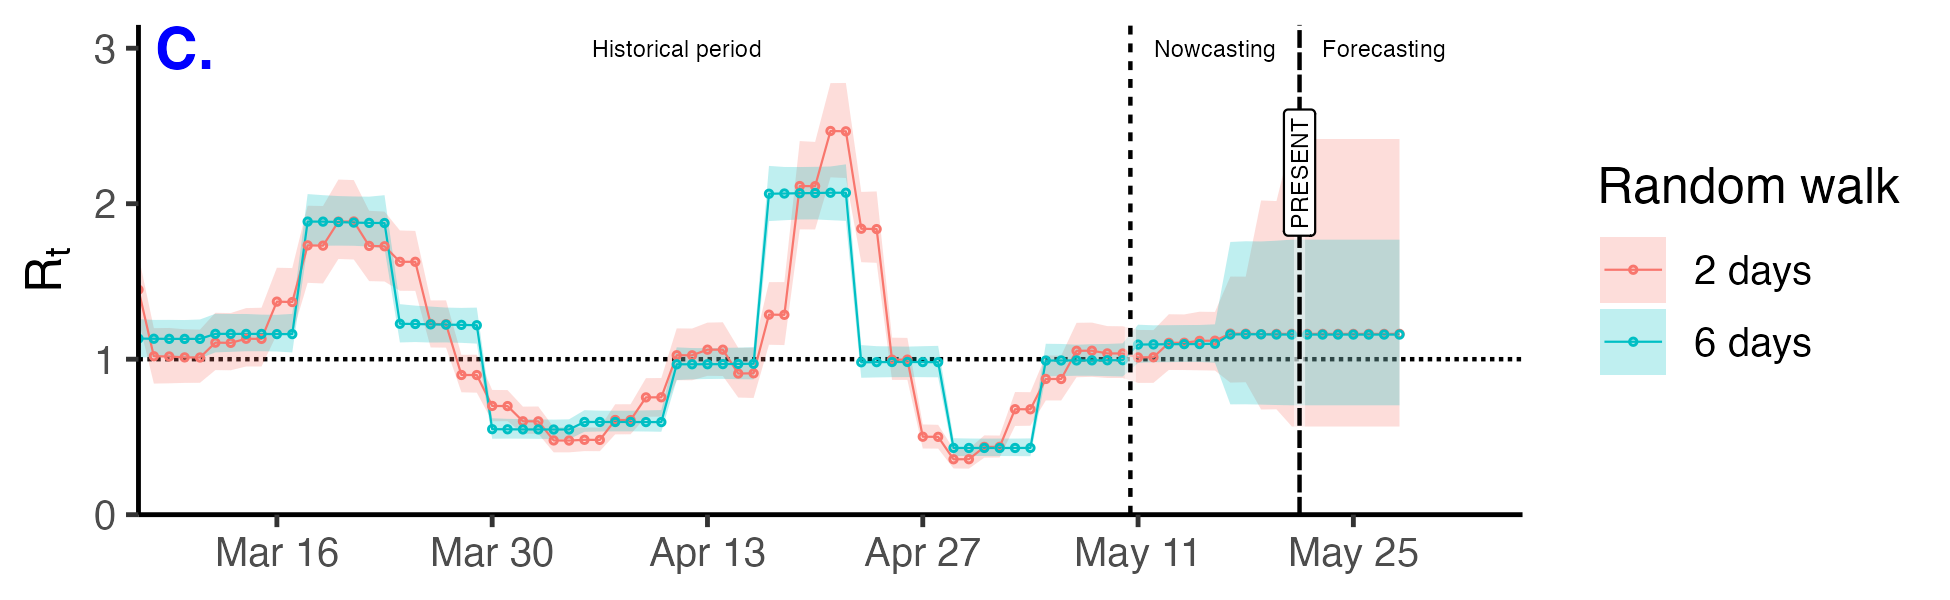 C.
Historical period
Nowcasting
Forecasting
PRESENT
3
2
1
0
Rt
Mar 16
Mar 30
Apr 13
Apr 27
May 11
May 25
Random walk
2 days
6 days